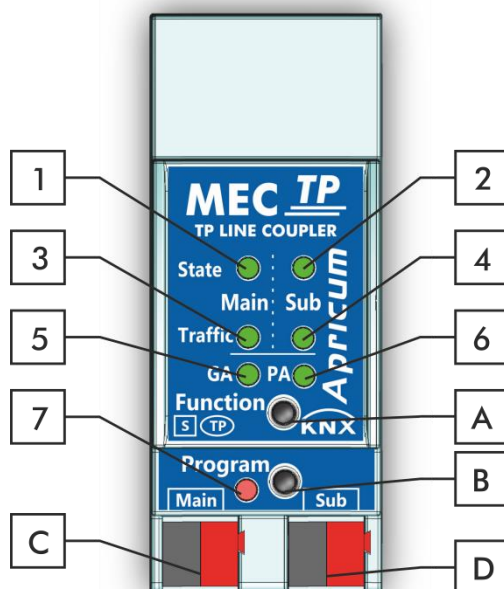 MEC TP
TP LINE COUPLER
1
2
State
3
Main
Sub
4
Traffic
5
GA
PA
6
Apricum
Function
7
S
TP
KNX
A
Program
B
Main
Sub
C
D